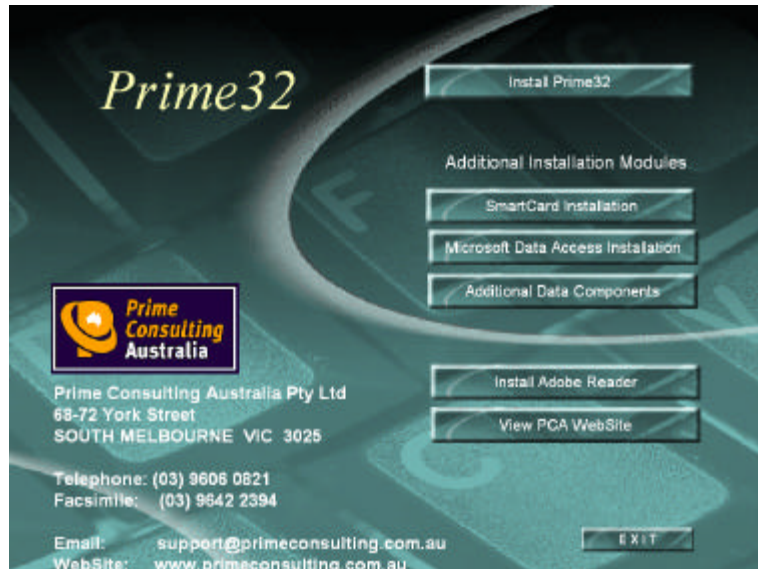 Prime32
Install Prime32
Additional Installation Modules
SmartCard Installation
Microsoft Data Access Installation
Additional Data Components
Prime
Consulting
Australia
Prime Consulting Australia Pty Ltd
68-72 York Street
SOUTH MELBOURNE VIC 3025
Telephone: (03) 9606 0821
Facsimile: (03) 9642 2394
Email: support@primeconsulting.com.au
WebSite: www.primeconsulting.com.au
Install Adobe Reader
View PCA WebSite
EXIT